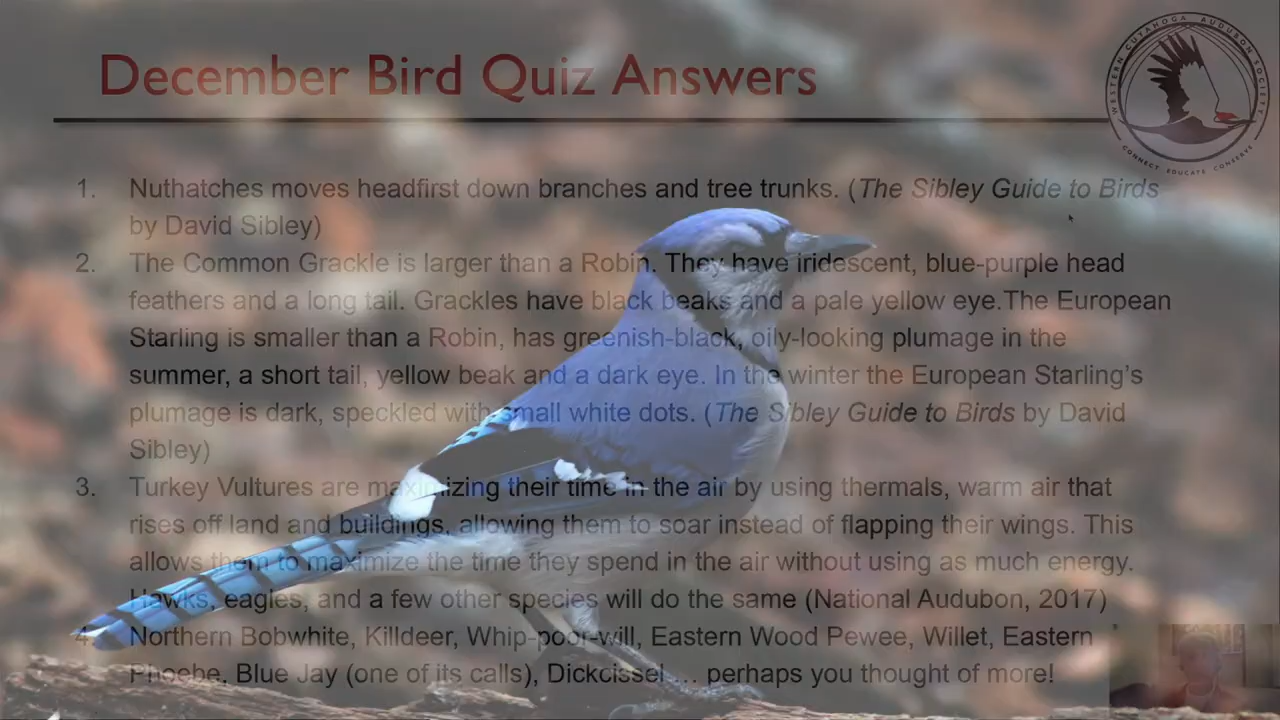 December Bird Quiz Answers
WESTERN CUYAHOGA AUDUBON SOCIETY
CONNECT EDUCATE CONSERVE
1. Nuthatches moves headfirst down branches and tree trunks. (The Sibley Guide to Birds
by David Sibley)
2. The Common Grackle is larger than a Robin. They have iridescent, blue-purple head
feathers and a long tail. Grackles have black beaks and a pale yellow eye.The European
Starling is smaller than a Robin, has greenish-black, oily-looking plumage in the
summer, a short tail, yellow beak and a dark eye. In the winter the European Starling’s
plumage is dark, speckled with small white dots. (The Sibley Guide to Birds by David
Sibley)
3. Turkey Vultures are maximizing their time in the air by using thermals, warm air that
rises off land and buildings, allowing them to soar instead of flapping their wings. This
allows them to maximize the time they spend in the air without using as much energy.
Hawks, eagles, and a few other species will do the same (National Audubon, 2017)
4. Northern Bobwhite, Killdeer, Whip-poor-will, Eastern Wood Pewee, Willet, Eastern
Phoebe, Blue Jay (one of its calls), Dickcissel … perhaps you thought of more!